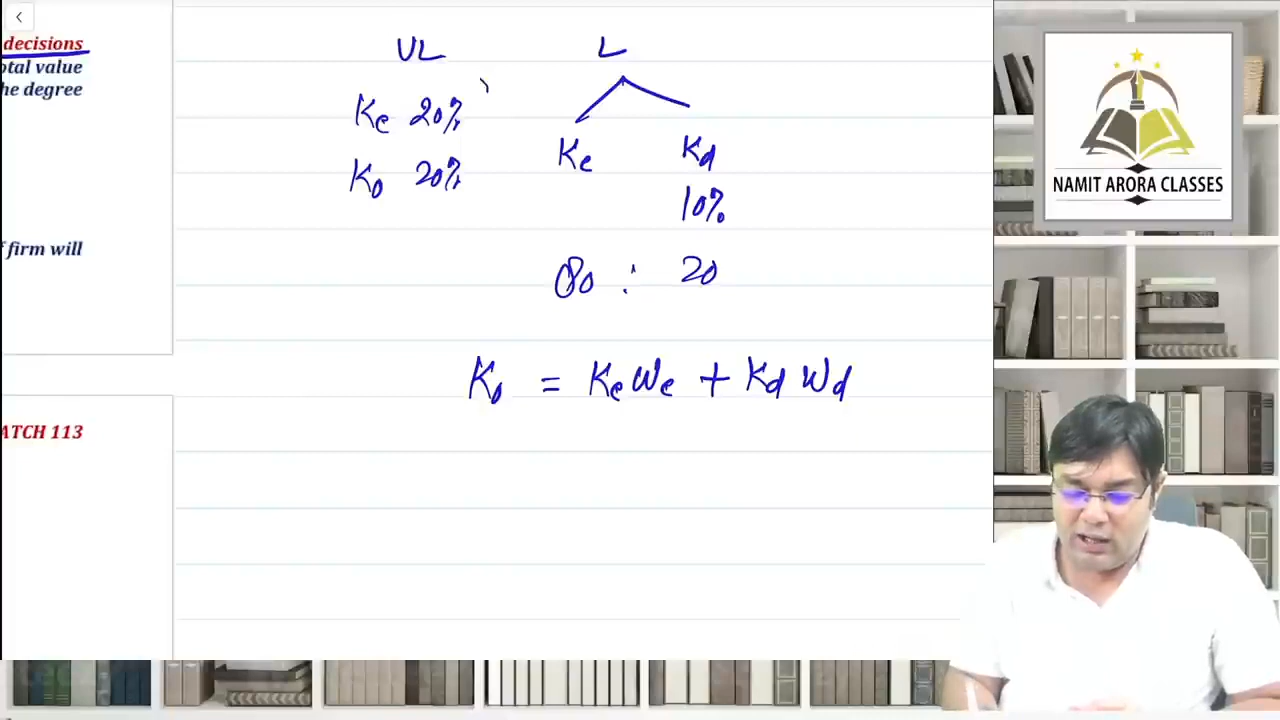 decisions
otal value
he degree
f firm will
ATCH 113
UL L
Ke 20%
Ko 20%
Ke Kd
10%
80 : 20
Ko = KeWe + KdWd
NAMIT ARORA CLASSES